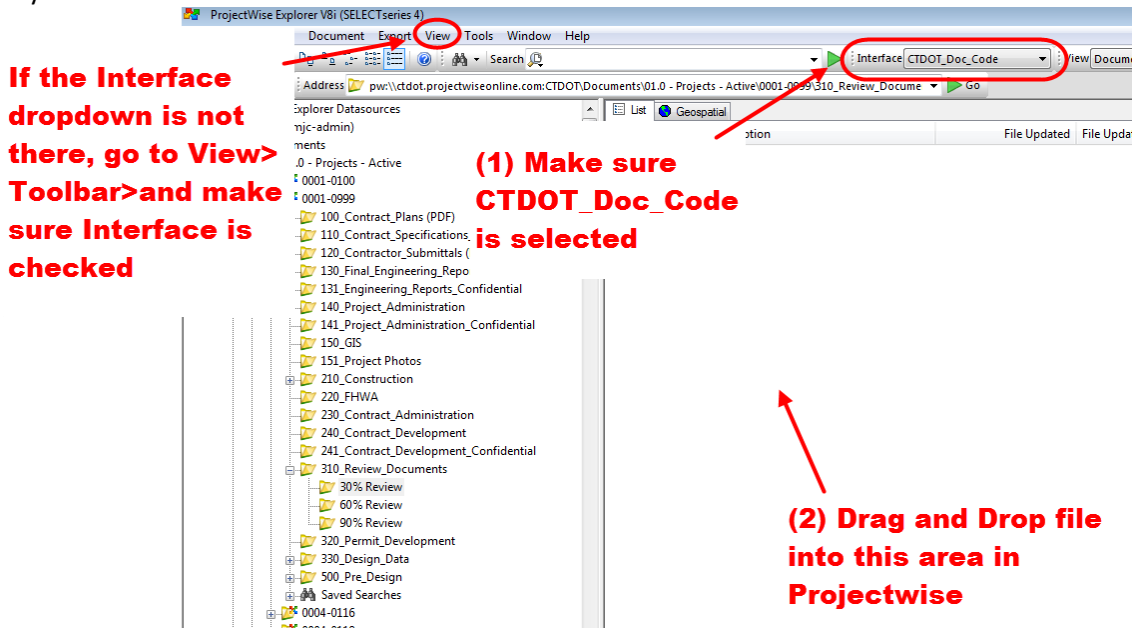 ProjectWise Explorer V8i (SELECTseries 4)
Document Export View Tools Window Help
Search
Interface CTDOT_Doc_Code
View Docume
Address pw:\\ctdot.projectwiseonline.com:CTDOT\Documents\01.0 - Projects - Active\0001-0999\310_Review_Docume Go
If the Interface
dropdown is not
there, go to View>
Toolbar>and make
sure Interface is
checked
Explorer Datasources
mjc-admin)
ments
.0 - Projects - Active
0001-0100
0001-0999
100_Contract_Plans (PDF)
110_Contract_Specifications_
120_Contractor_Submittals (
130_Final_Engineering_Repo
131_Engineering_Reports_Confidential
140_Project_Administration
141_Project_Administration_Confidential
150_GIS
151_Project Photos
210_Construction
220_FHWA
230_Contract_Administration
240_Contract_Development
241_Contract_Development_Confidential
310_Review_Documents
30% Review
60% Review
90% Review
320_Permit_Development
330_Design_Data
500_Pre_Design
Saved Searches
0004-0116
List Geospatial
ption File Updated File Upda
(1) Make sure
CTDOT_Doc_Code
is selected
(2) Drag and Drop file
into this area in
Projectwise